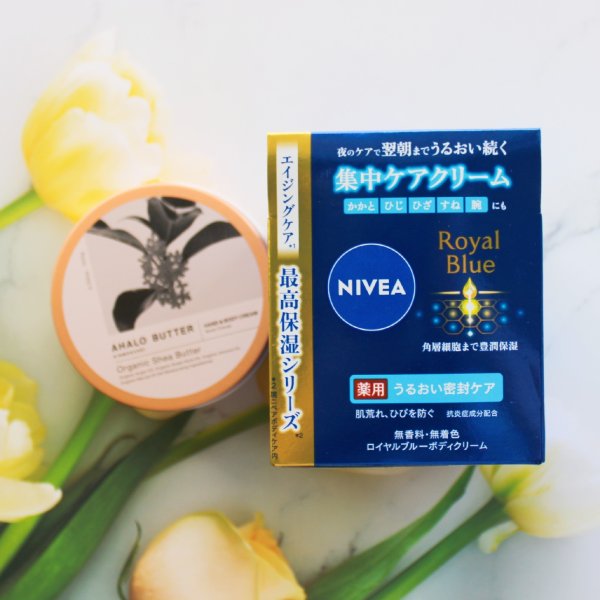 AHALO BUTTER
HAND & BODY CREAM
Organic Shea Butter
エイジングケア
*1
最高保湿シリーズ
*2
夜のケアで翌朝までうるおい続く
集中ケアクリーム
かかと ひじ ひざ すね 腕 にも
Royal
Blue
NIVEA
角層細胞まで豊潤保湿
薬用 うるおい密封ケア
肌荒れ、ひびを防ぐ 抗炎症成分配合
無香料・無着色
ロイヤルブルーボディクリーム